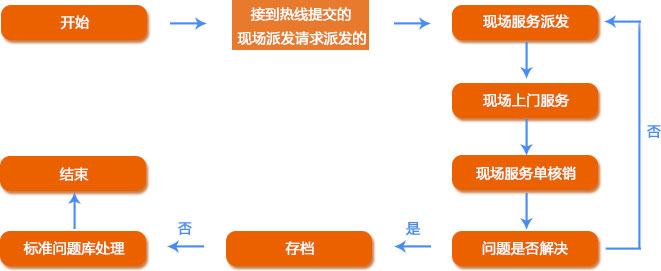 开始
接到热线提交的
现场派发请求派发的
现场服务派发
现场上门服务
否
现场服务单核销
结束
否
是
标准问题库处理
存档
问题是否解决